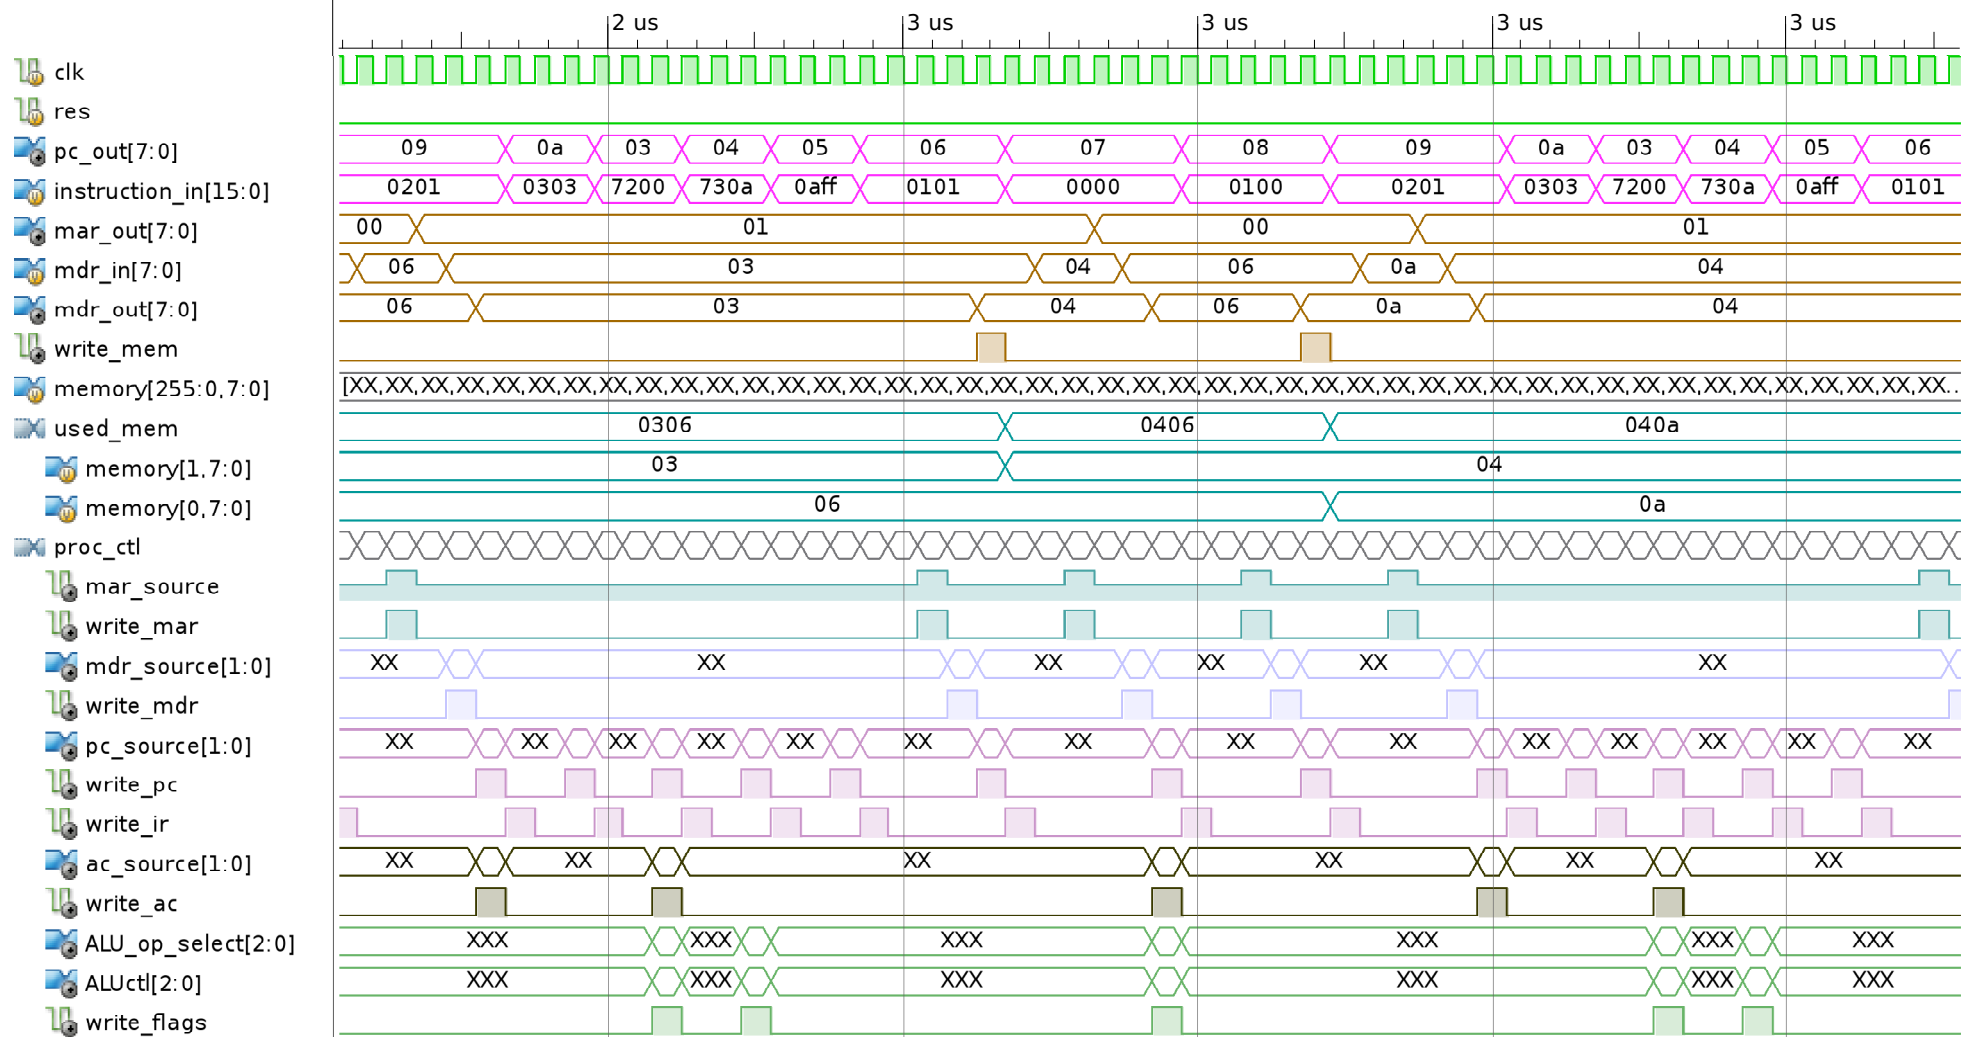 2 us 3 us 3 us 3 us 3 us
clk
res
pc_out[7:0] 09 0a 03 04 05 06 07 08 09 0a 03 04 05 06
instruction_in[15:0] 0201 0303 7200 730a 0aff 0101 0000 0100 0201 0303 7200 730a 0aff 0101
mar_out[7:0] 00 01 00 01
mdr_in[7:0] 06 03 04 06 0a 04
mdr_out[7:0] 06 03 04 06 0a 04
write_mem
memory[255:0,7:0] [XX,XX,XX,XX,XX,XX,XX,XX,XX,XX,XX,XX,XX,XX,XX,XX,XX,XX,XX,XX,XX,XX,XX,XX,XX,XX,XX,XX,XX,XX,XX,XX,XX,XX,XX,XX,XX,XX,XX,XX,XX,XX,XX,XX,XX...
used_mem 0306 0406 040a
memory[1,7:0] 03 04
memory[0,7:0] 06 0a
proc_ctl
mar_source
write_mar
mdr_source[1:0] XX XX XX XX XX XX
write_mdr
pc_source[1:0] XX XX XX XX XX XX XX XX XX XX XX XX XX XX
write_pc
write_ir
ac_source[1:0] XX XX XX XX XX XX
write_ac
ALU_op_select[2:0] XXX XXX XXX XXX XXX XXX
ALUctl[2:0] XXX XXX XXX XXX XXX XXX
write_flags